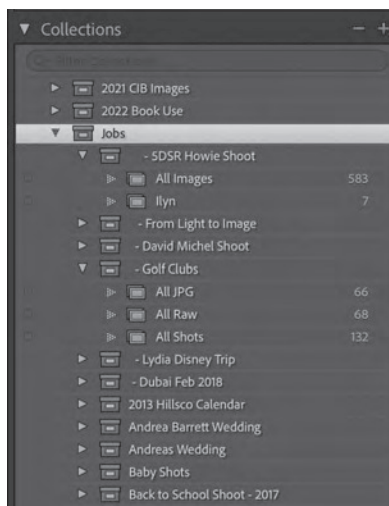 Collections
2021 CIB Images
2022 Book Use
Jobs
- SDSR Howie Shoot
All Images 583
Ilyn 7
- From Light to Image
- David Michel Shoot
- Golf Clubs
All JPG 66
All Raw 68
All Shots 132
- Lydia Disney Trip
- Dubai Feb 2018
2013 Hillsco Calendar
Andrea Barrett Wedding
Andreas Wedding
Baby Shots
Back to School Shoot - 2017